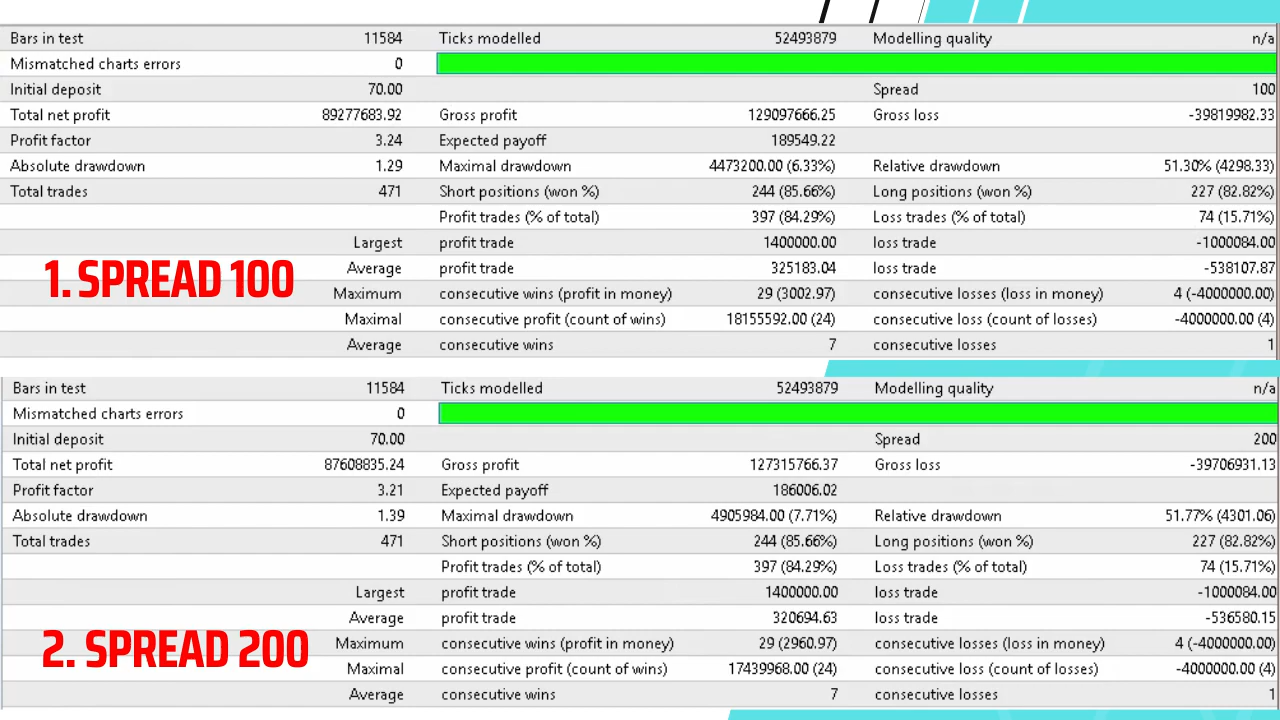 Bars in test 11584 Ticks modelled 52493879 Modelling quality n/a
Mismatched charts errors 0
Initial deposit 70.00 Spread 100
Total net profit 89277683.92 Gross profit 129097666.25 Gross loss -39819982.33
Profit factor 3.24 Expected payoff 189549.22
Absolute drawdown 1.29 Maximal drawdown 4473200.00 (6.33%) Relative drawdown 51.30% (4298.33)
Total trades 471 Short positions (won %) 244 (85.66%) Long positions (won %) 227 (82.82%)
Profit trades (% of total) 397 (84.29%) Loss trades (% of total) 74 (15.71%)
Largest profit trade 1400000.00 loss trade -1000084.00
1. SPREAD 100
Average profit trade 325183.04 loss trade -538107.87
Maximum consecutive wins (profit in money) 29 (3002.97) consecutive losses (loss in money) 4 (-4000000.00)
Maximal consecutive profit (count of wins) 18155592.00 (24) consecutive loss (count of losses) -4000000.00 (4)
Average consecutive wins 7 consecutive losses 1
Bars in test 11584 Ticks modelled 52493879 Modelling quality n/a
Mismatched charts errors 0
Initial deposit 70.00 Spread 200
Total net profit 87608835.24 Gross profit 127315766.37 Gross loss -39706931.13
Profit factor 3.21 Expected payoff 186006.02
Absolute drawdown 1.39 Maximal drawdown 4905984.00 (7.71%) Relative drawdown 51.77% (4301.06)
Total trades 471 Short positions (won %) 244 (85.66%) Long positions (won %) 227 (82.82%)
Profit trades (% of total) 397 (84.29%) Loss trades (% of total) 74 (15.71%)
Largest profit trade 1400000.00 loss trade -1000084.00
Average profit trade 320694.63 loss trade -536580.15
2. SPREAD 200
Maximum consecutive wins (profit in money) 29 (2960.97) consecutive losses (loss in money) 4 (-4000000.00)
Maximal consecutive profit (count of wins) 17439968.00 (24) consecutive loss (count of losses) -4000000.00 (4)
Average consecutive wins 7 consecutive losses 1